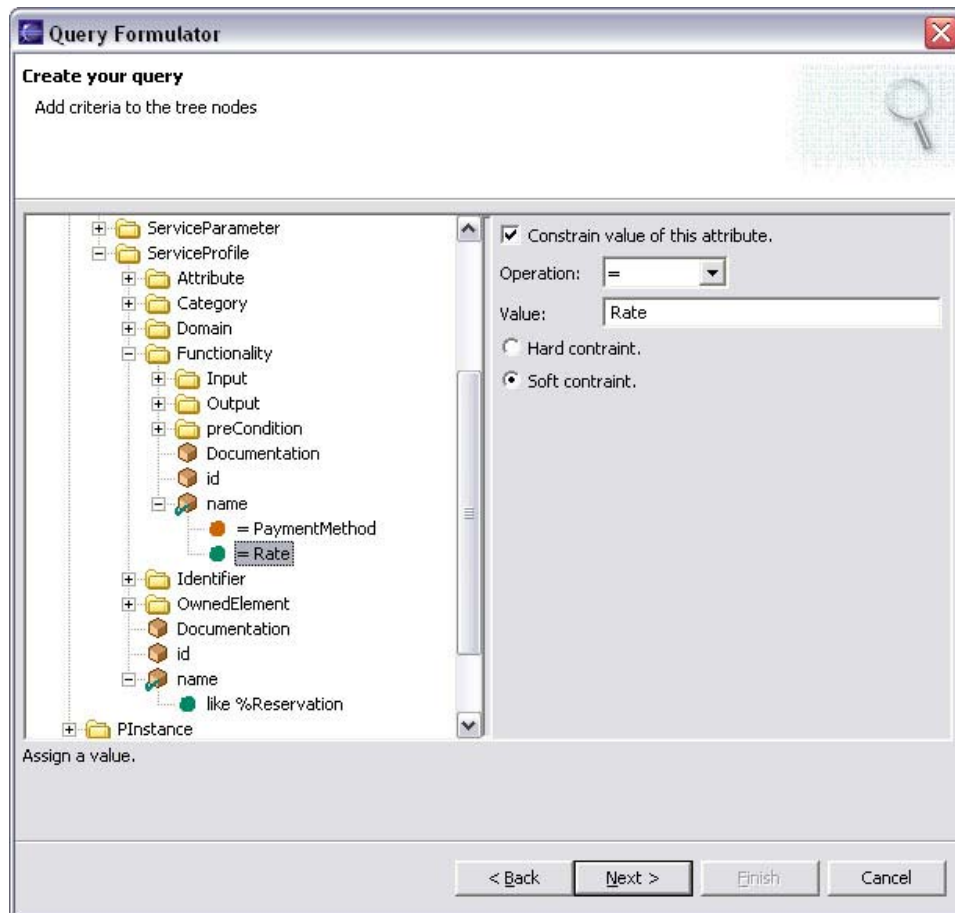 Query Formulator
Create your query
Add criteria to the tree nodes
ServiceParameter
ServiceProfile
Attribute
Category
Domain
Functionality
Input
Output
preCondition
Documentation
id
name
= PaymentMethod
= Rate
Identifier
OwnedElement
Documentation
id
name
like %Reservation
PInstance
Constrain value of this attribute.
Operation: =
Value: Rate
Hard contraint.
Soft contraint.
Assign a value.
< Back Next > Finish Cancel